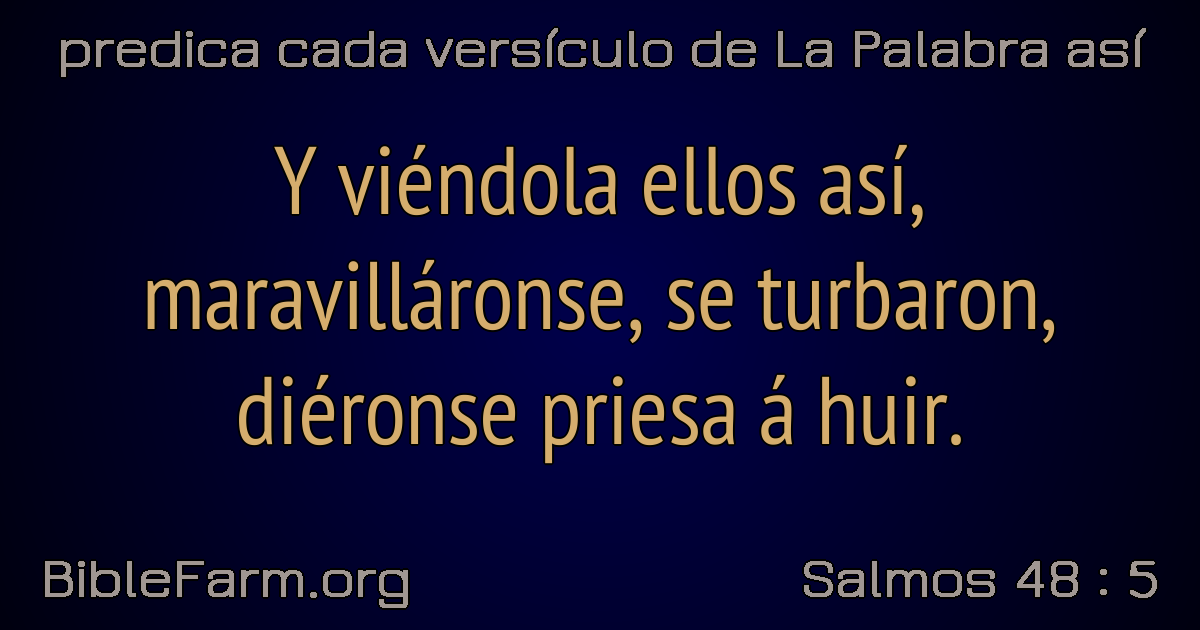 predica cada versículo de La Palabra así
Y viéndola ellos así,
maravilláronse, se turbaron,
diéronse priesa á huir.
BibleFarm.org
Salmos 48 : 5